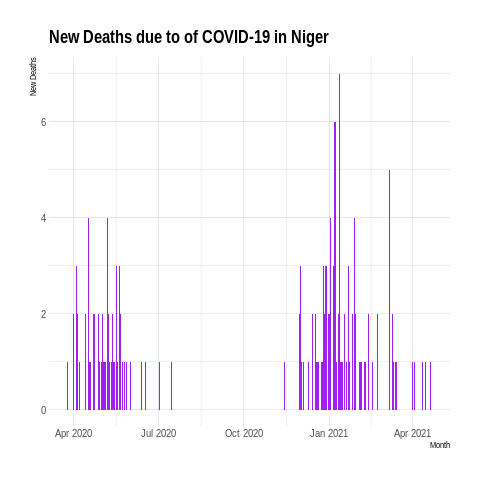 New Deaths due to of COVID-19 in Niger
New Deaths
6
4
2
0
Apr 2020
Jul 2020
Oct 2020
Jan 2021
Apr 2021
Month